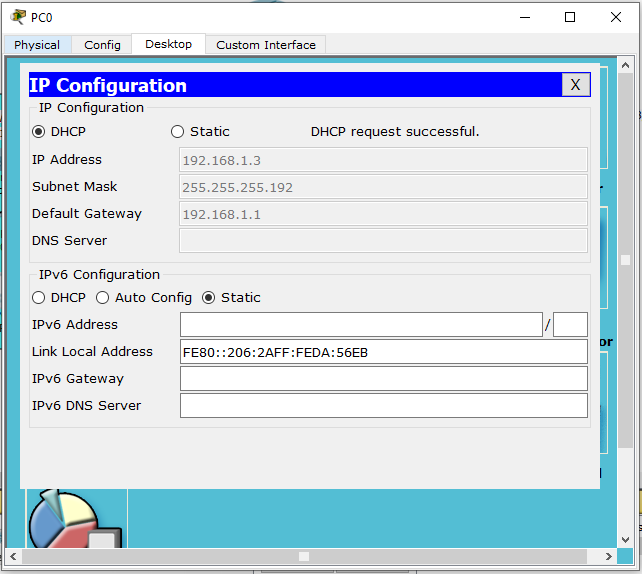 PC0
Physical Config Desktop Custom Interface
IP Configuration X
IP Configuration
DHCP Static DHCP request successful.
IP Address 192.168.1.3
Subnet Mask 255.255.255.192
Default Gateway 192.168.1.1
DNS Server
IPv6 Configuration
DHCP Auto Config Static
IPv6 Address /
Link Local Address FE80::206:2AFF:FEDA:56EB
IPv6 Gateway
IPv6 DNS Server
or